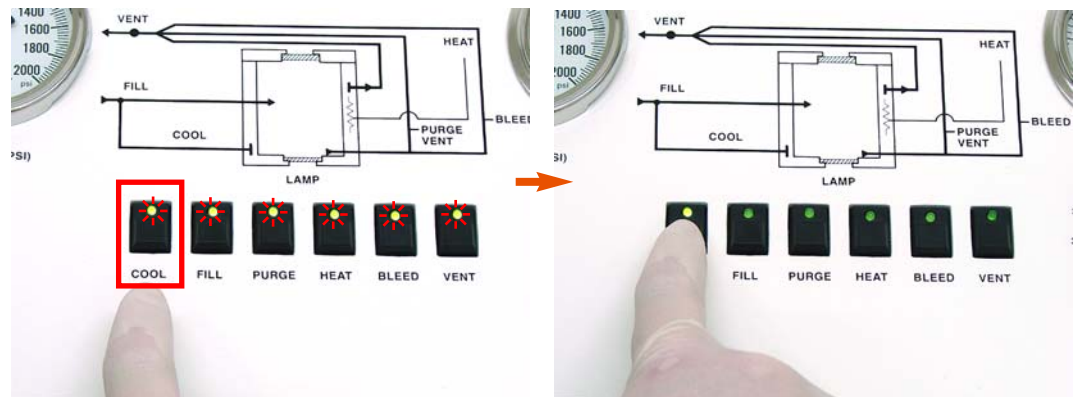 1400
1600
1800
2000
psi
VENT
HEAT
FILL
COOL
PURGE
VENT
BLEED
PSI)
LAMP
COOL FILL PURGE HEAT BLEED VENT
1400
1600
1800
2000
psi
VENT
HEAT
FILL
COOL
PURGE
VENT
BLEED
SI)
LAMP
FILL PURGE HEAT BLEED VENT